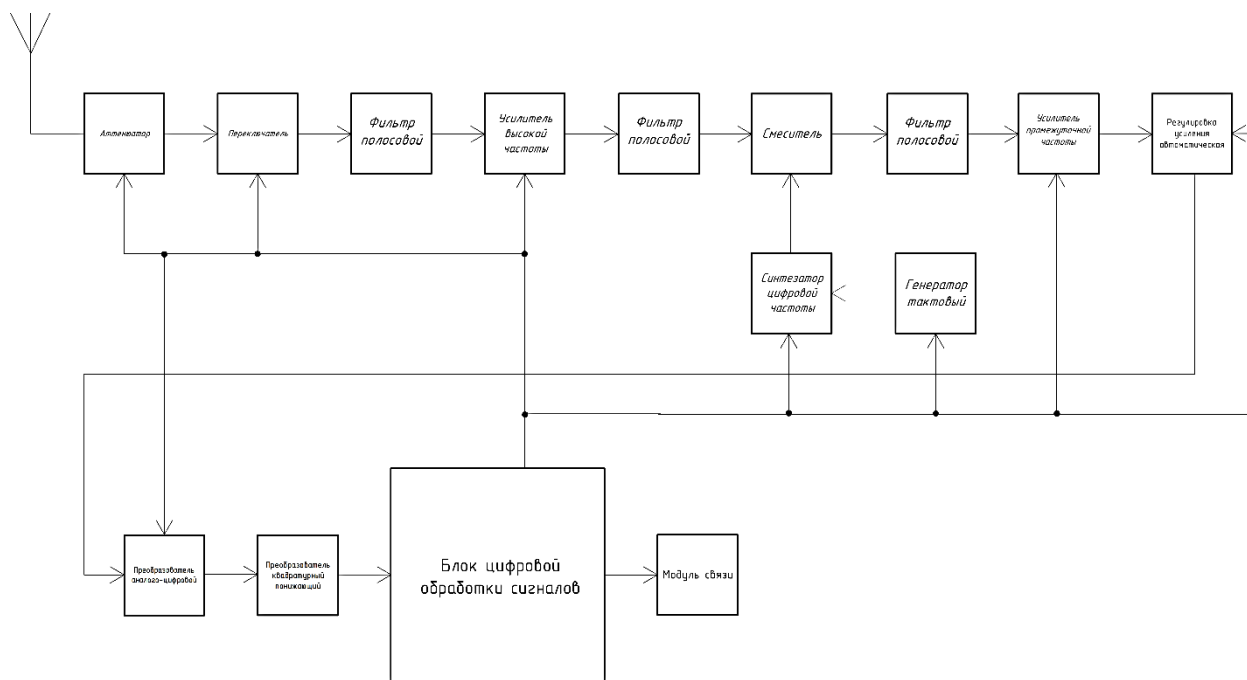 Аттенюатор
Переключатель
Фильтр
полосовой
Усилитель
высокой
частоты
Фильтр
полосовой
Смеситель
Фильтр
полосовой
Усилитель
промежуточной
частоты
Регулировка
усиления
автоматическая
Синтезатор
цифровой
частоты
Генератор
тактовый
Преобразователь
аналого-цифровой
Преобразователь
квадратурный
понижающий
Блок цифровой
обработки сигналов
Модуль связи